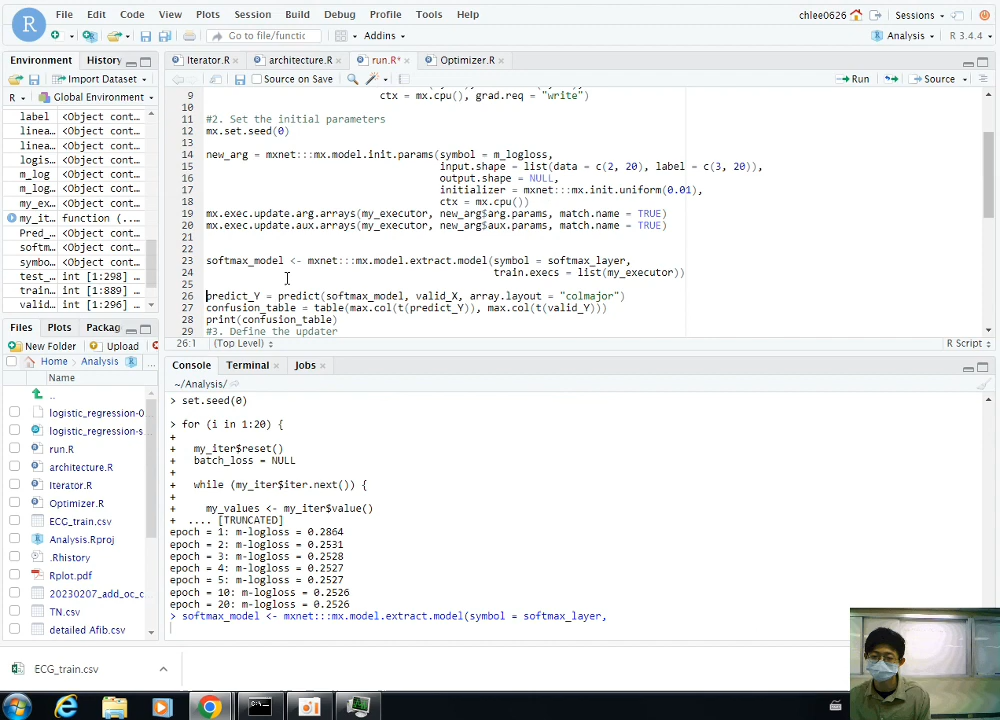 File Edit Code View Plots Session Build Debug Profile Tools Help
chlee0626 Sessions
Go to file/functic Addins Analysis R 3.4.4
Environment History
Import Dataset
R Global Environment
label <Object cont…
linea… <Object cont…
linea… <Object cont…
logis… <Object cont…
m_log <Object cont…
m_log… <Object cont…
my_ex… <Object cont…
my_it… function (...
Pred_… <Object cont…
softm… <Object cont…
symbo… <Object cont…
test_… int [1:298]
train… int [1:889]
valid… int [1:296]
Files Plots Packag
New Folder Upload
Home Analysis ...
Name
..
logistic_regression-0
logistic_regression-s
run.R
architecture.R
Iterator.R
Optimizer.R
ECG_train.csv
Analysis.Rproj
.Rhistory
Rplot.pdf
20230207_add_oc_c
TN.csv
detailed Afib.csv
Iterator.R architecture.R run.R* Optimizer.R
Source on Save Run Source
9 ctx = mx.cpu(), grad.req = "write")
10
11 #2. Set the initial parameters
12 mx.set.seed(0)
13
14 new_arg = mxnet:::mx.model.init.params(symbol = m_logloss,
15 input.shape = list(data = c(2, 20), label = c(3, 20)),
16 output.shape = NULL,
17 initializer = mxnet:::mx.init.uniform(0.01),
18 ctx = mx.cpu())
19 mx.exec.update.arg.arrays(my_executor, new_arg$arg.params, match.name = TRUE)
20 mx.exec.update.aux.arrays(my_executor, new_arg$aux.params, match.name = TRUE)
21
22
23 softmax_model <- mxnet:::mx.model.extract.model(symbol = softmax_layer,
24 train.execs = list(my_executor))
25
26 predict_Y = predict(softmax_model, valid_X, array.layout = "colmajor")
27 confusion_table = table(max.col(t(predict_Y)), max.col(t(valid_Y)))
28 print(confusion_table)
29 #3. Define the updater
26:1 (Top Level) R Script
Console Terminal Jobs
~/Analysis/
> set.seed(0)
> for (i in 1:20) {
+
+ my_iter$reset()
+ batch_loss = NULL
+
+ while (my_iter$iter.next()) {
+
+ my_values <- my_iter$value()
+ .... [TRUNCATED]
epoch = 1: m-logloss = 0.2864
epoch = 2: m-logloss = 0.2531
epoch = 3: m-logloss = 0.2528
epoch = 4: m-logloss = 0.2527
epoch = 5: m-logloss = 0.2527
epoch = 10: m-logloss = 0.2526
epoch = 20: m-logloss = 0.2526
> softmax_model <- mxnet:::mx.model.extract.model(symbol = softmax_layer,
ECG_train.csv